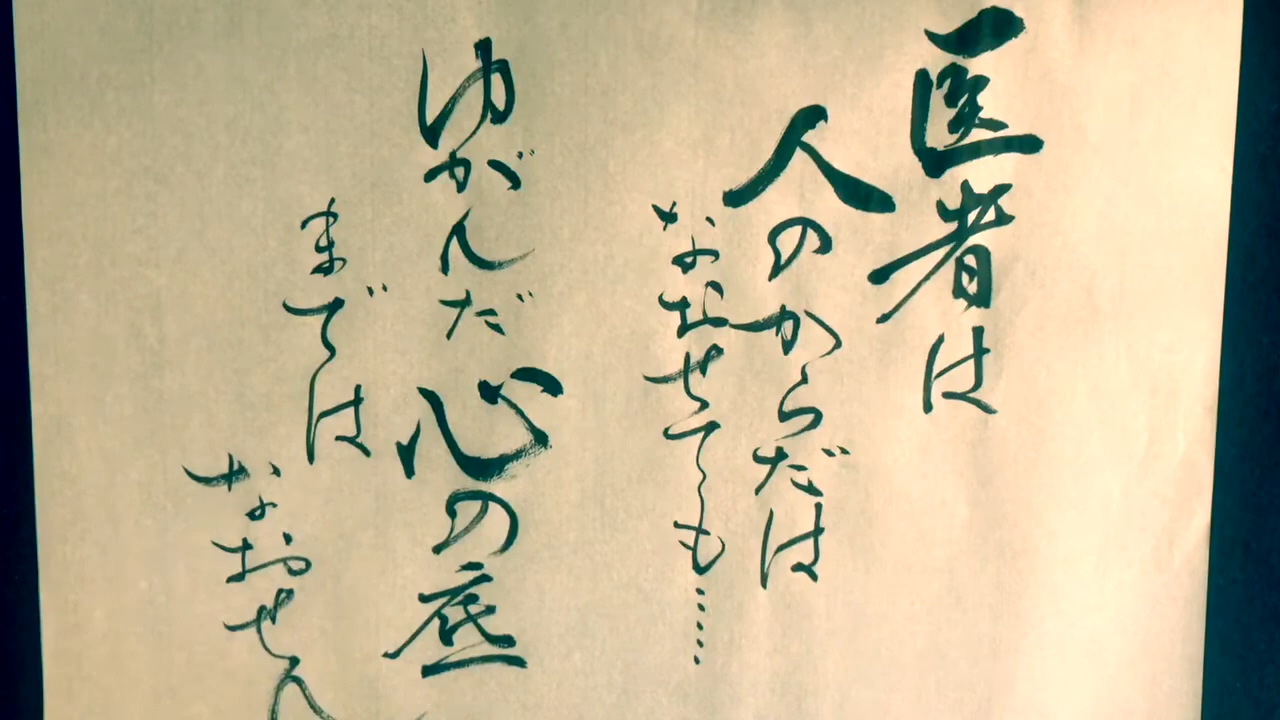 医者は
人のからだは
なおせても……
ゆがんだ心の底
までは
なおせん